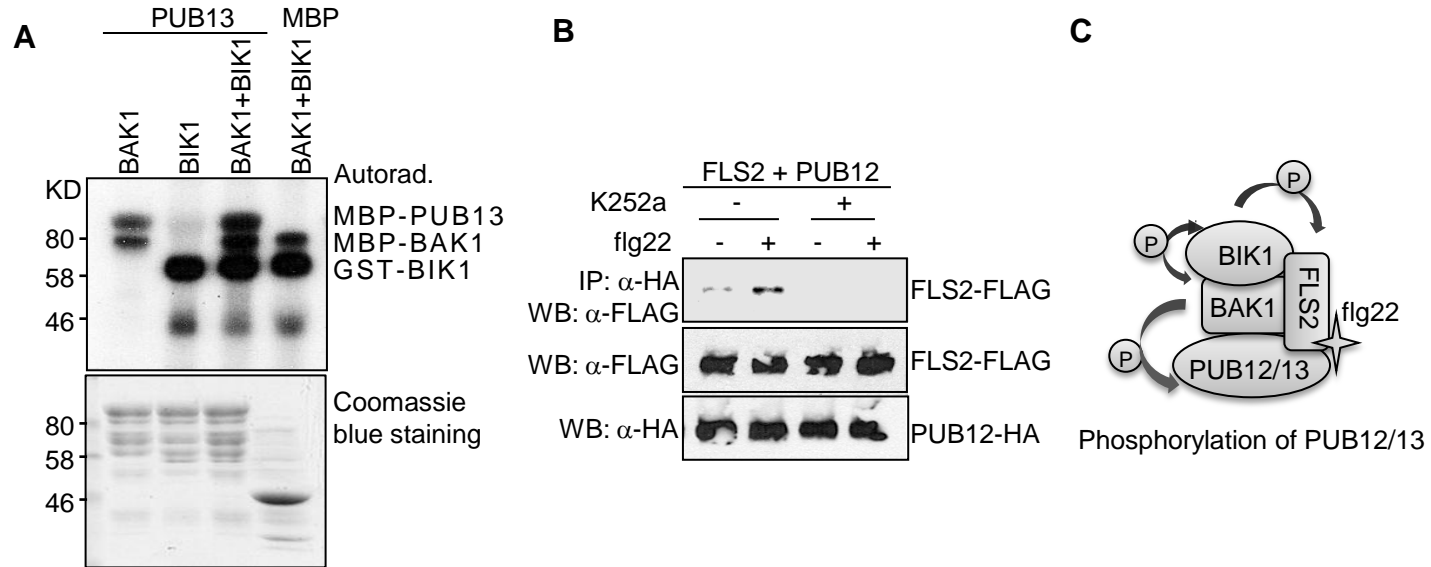 A
PUB13 MBP
BAK1
BIK1
BAK1+BIK1
BAK1+BIK1
KD
Autorad.
MBP-PUB13
80
MBP-BAK1
58
GST-BIK1
46
Coomassie
blue staining
80
58
46
B
FLS2 + PUB12
K252a - +
flg22 - + - +
IP: α-HA
WB: α-FLAG
FLS2-FLAG
WB: α-FLAG
FLS2-FLAG
WB: α-HA
PUB12-HA
C
P
P
BIK1
FLS2
BAK1
flg22
P
PUB12/13
Phosphorylation of PUB12/13